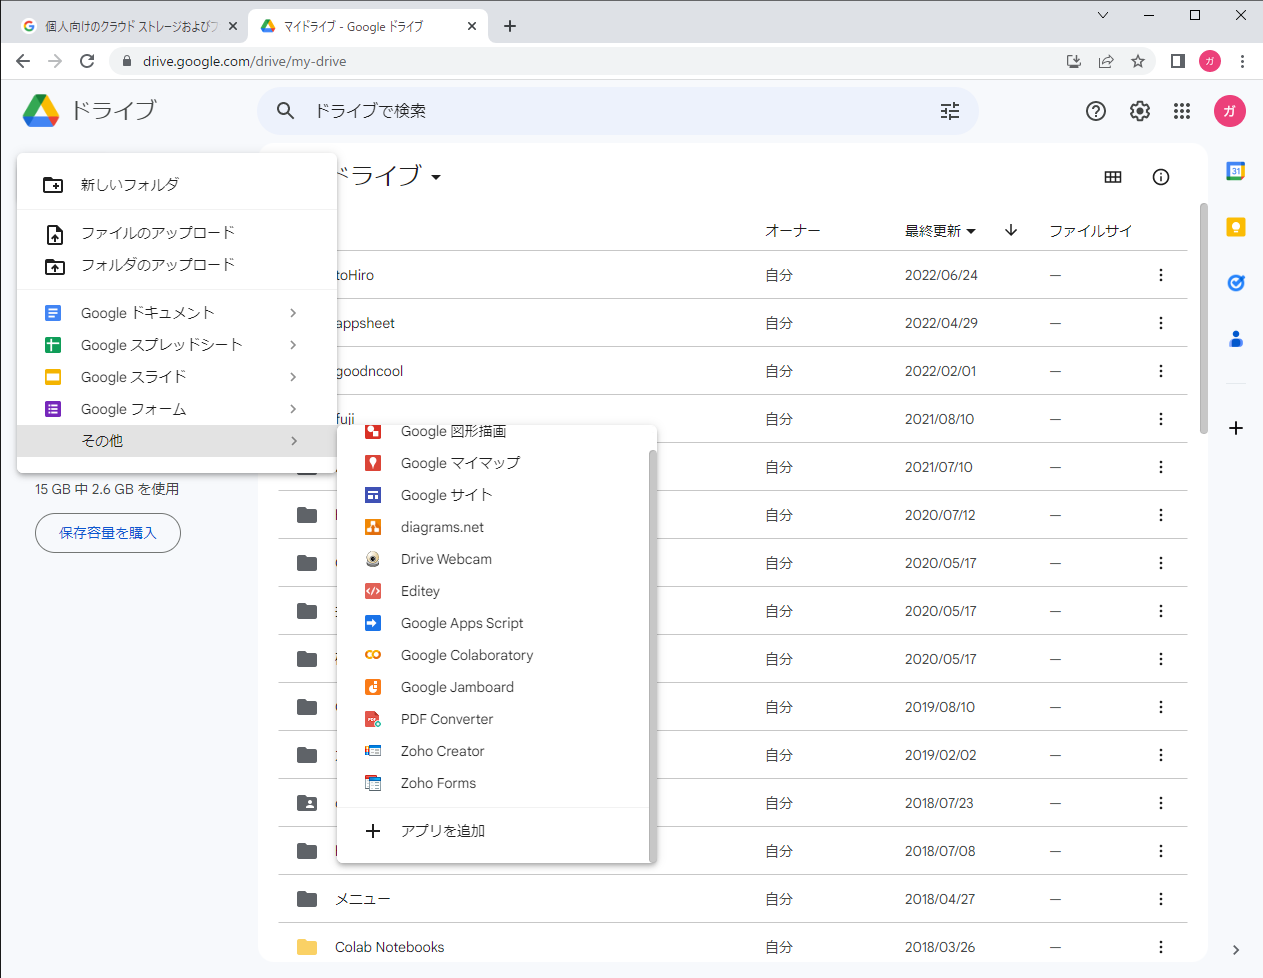 個人向けのクラウド ストレージおよびフ
マイドライブ - Google ドライブ
drive.google.com/drive/my-drive
ガ
ドライブ
ドライブで検索
ガ
新しいフォルダ
ファイルのアップロード
フォルダのアップロード
Google ドキュメント
Google スプレッドシート
Google スライド
Google フォーム
その他
15 GB 中 2.6 GB を使用
保存容量を購入
ドライブ
オーナー 最終更新 ファイルサイ
toHiro 自分 2022/06/24 —
appsheet 自分 2022/04/29 —
goodncool 自分 2022/02/01 —
fuji 自分 2021/08/10 —
自分 2021/07/10 —
自分 2020/07/12 —
自分 2020/05/17 —
自分 2020/05/17 —
自分 2020/05/17 —
自分 2019/08/10 —
自分 2019/02/02 —
自分 2018/07/23 —
自分 2018/07/08 —
メニュー 自分 2018/04/27 —
Colab Notebooks 自分 2018/03/26 —
Google 図形描画
Google マイマップ
Google サイト
diagrams.net
Drive Webcam
Editey
Google Apps Script
Google Colaboratory
Google Jamboard
PDF Converter
Zoho Creator
Zoho Forms
アプリを追加
31